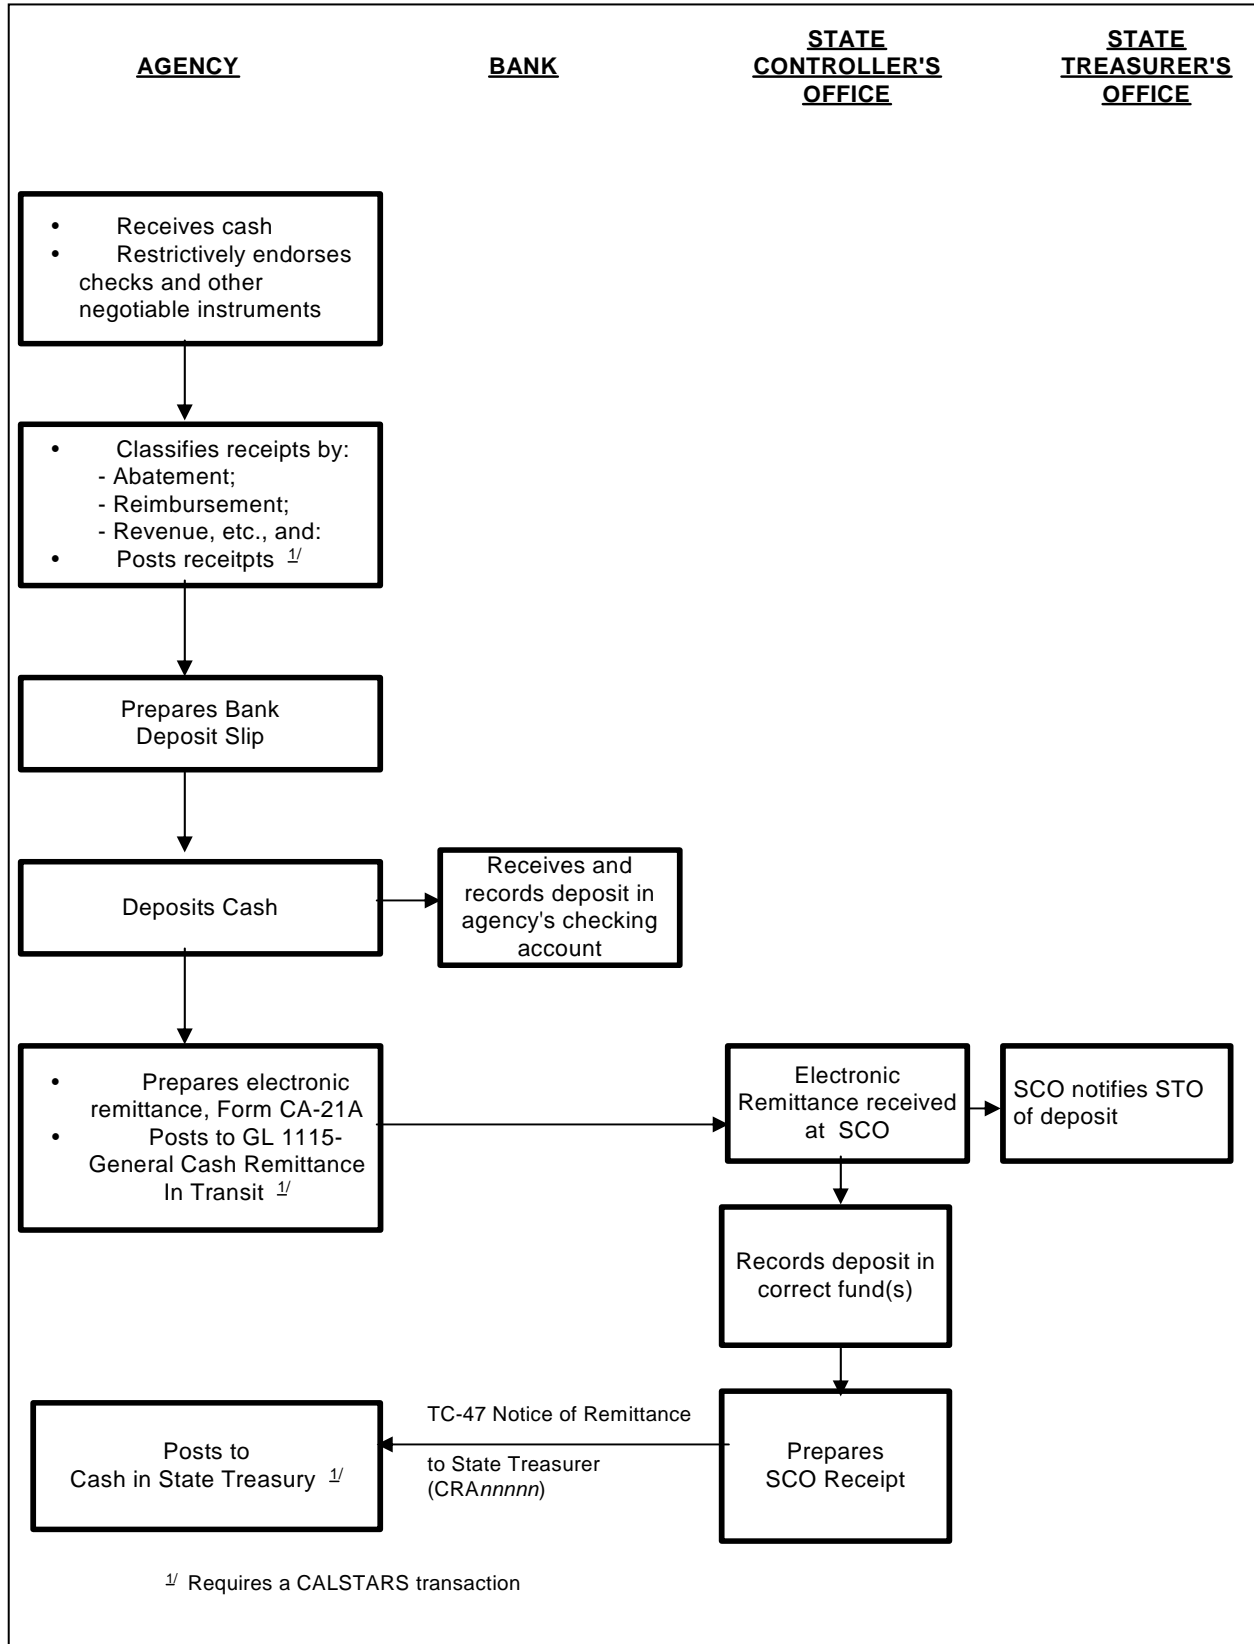 AGENCY
BANK
STATE
CONTROLLER'S
OFFICE
STATE
TREASURER'S
OFFICE
• Receives cash
• Restrictively endorses
checks and other
negotiable instruments
• Classifies receipts by:
- Abatement;
- Reimbursement;
- Revenue, etc., and:
• Posts receitpts 1/
Prepares Bank
Deposit Slip
Deposits Cash
Receives and
records deposit in
agency's checking
account
• Prepares electronic
remittance, Form CA-21A
• Posts to GL 1115-
General Cash Remittance
In Transit 1/
Electronic
Remittance received
at SCO
SCO notifies STO
of deposit
Records deposit in
correct fund(s)
Prepares
SCO Receipt
TC-47 Notice of Remittance
to State Treasurer
(CRAnnnnn)
Posts to
Cash in State Treasury 1/
1/ Requires a CALSTARS transaction